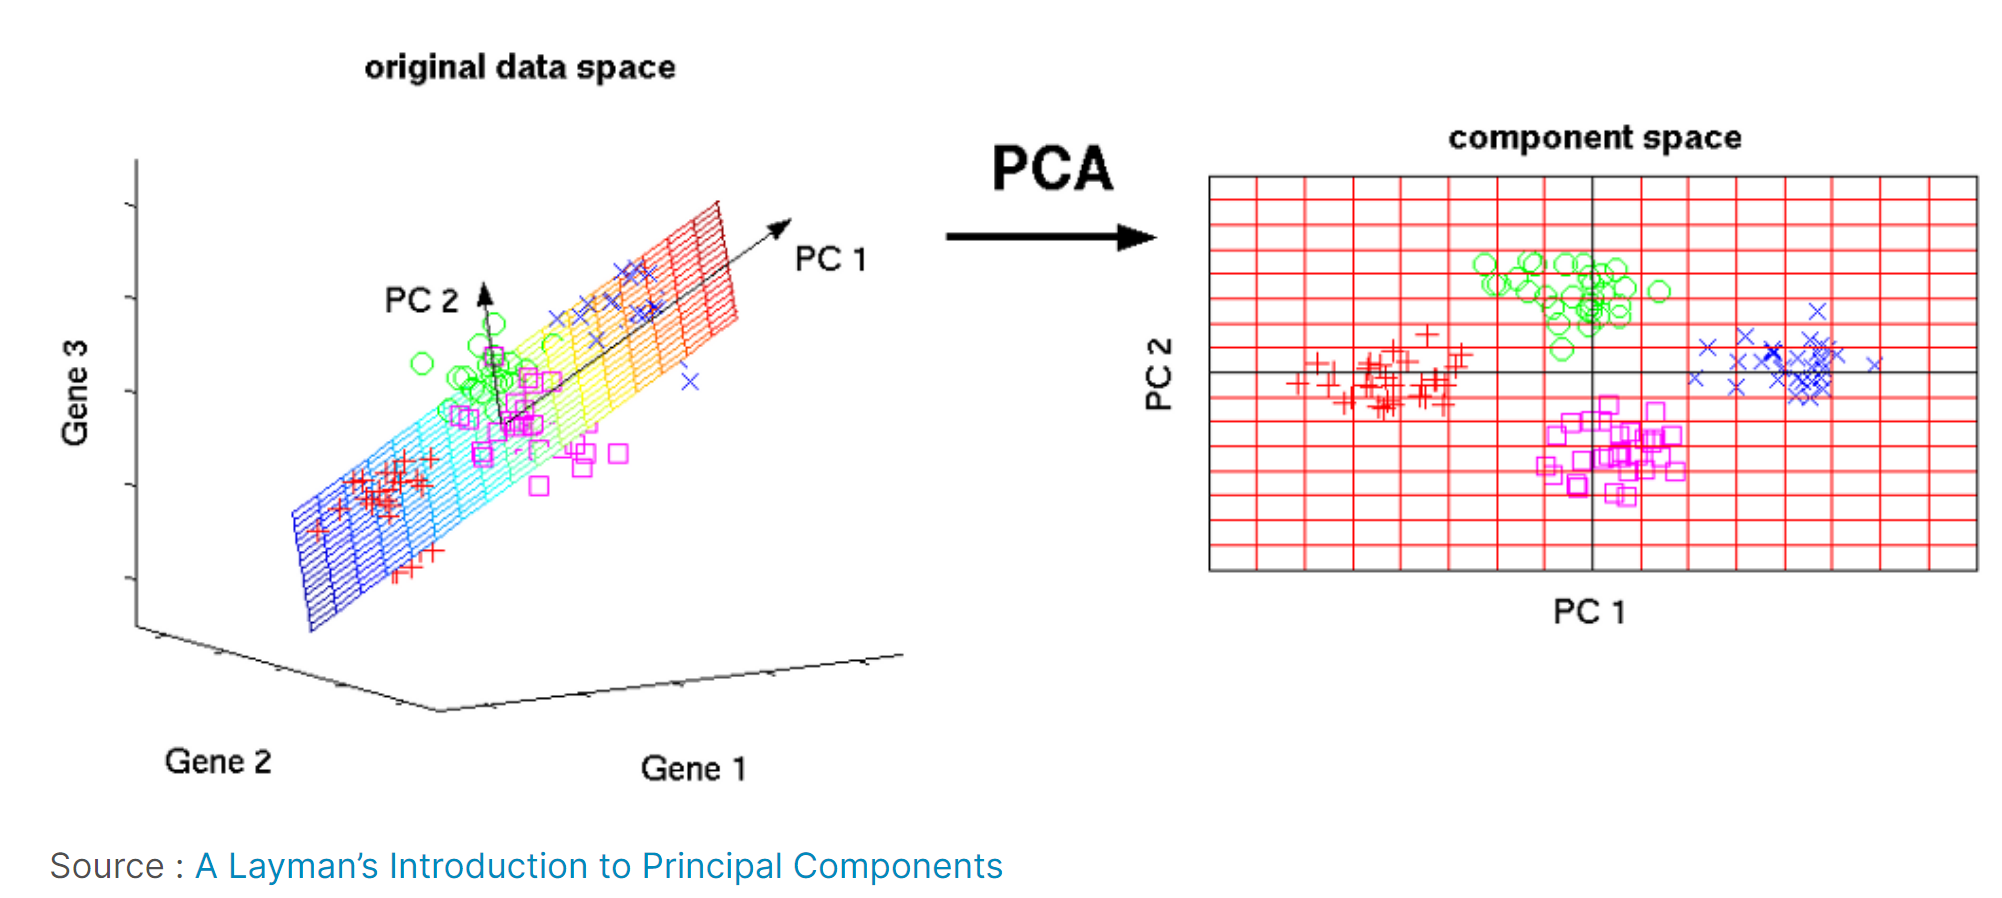 original data space
PCA
component space
PC 1
PC 2
Gene 3
PC 2
PC 1
Gene 2
Gene 1
Source : A Layman’s Introduction to Principal Components